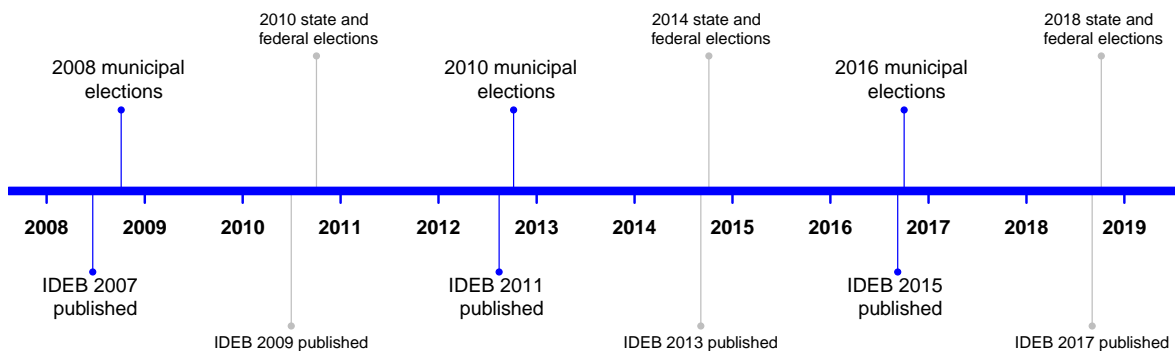 2010 state and
federal elections
2014 state and
federal elections
2018 state and
federal elections
2008 municipal
elections
2010 municipal
elections
2016 municipal
elections
2008 2009 2010 2011 2012 2013 2014 2015 2016 2017 2018 2019
IDEB 2007
published
IDEB 2011
published
IDEB 2015
published
IDEB 2009 published
IDEB 2013 published
IDEB 2017 published